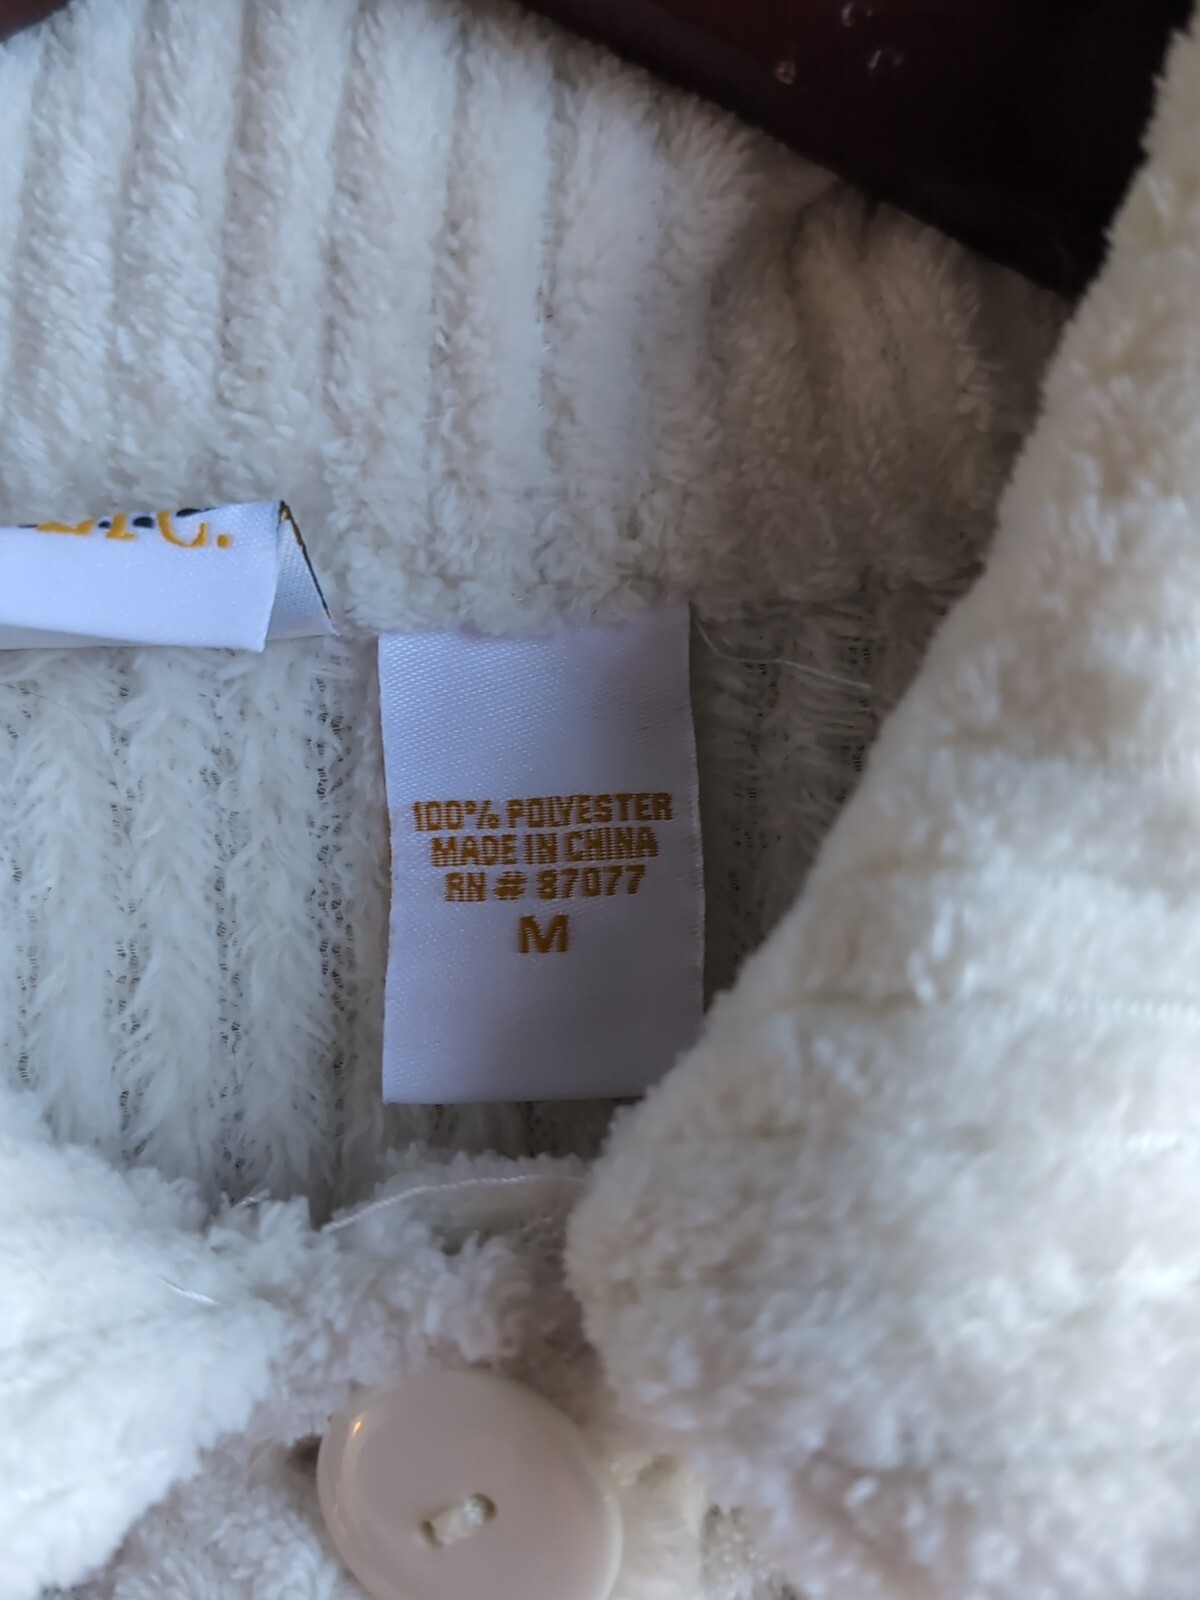 100% POLYESTER
MADE IN CHINA
RN # 87077
M